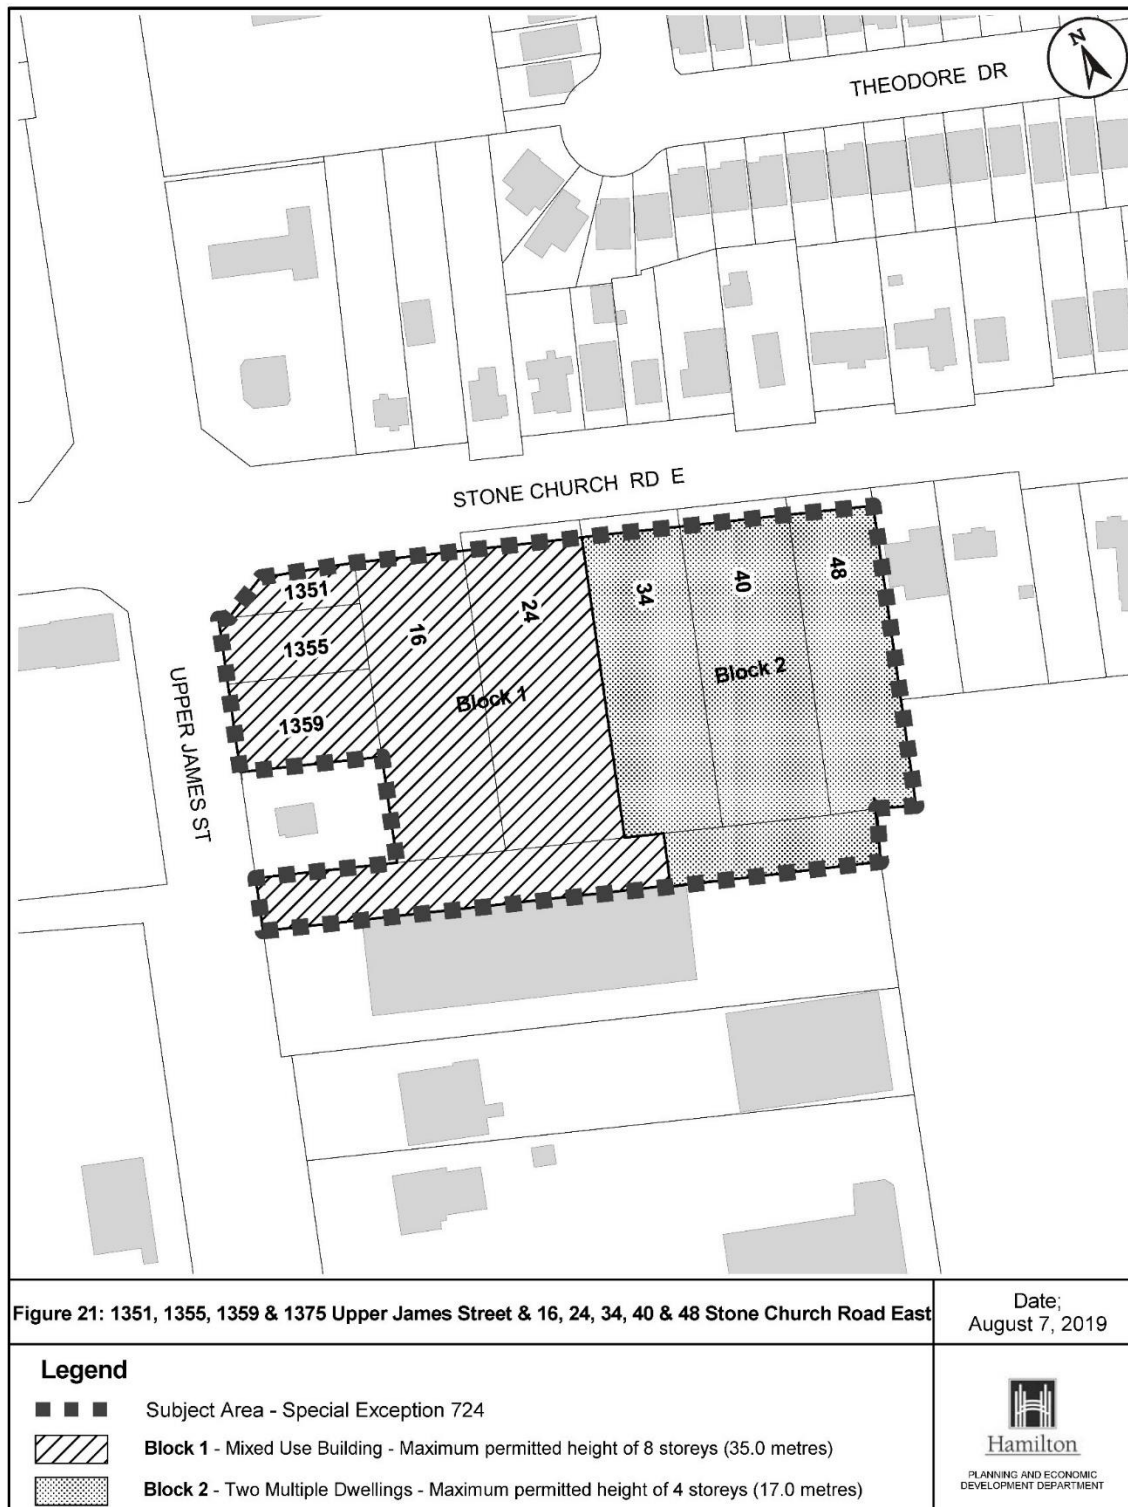 N
THEODORE DR
STONE CHURCH RD E
1351
1355
1359
16
24
34
40
48
Block 1
Block 2
UPPER JAMES ST
Figure 21: 1351, 1355, 1359 & 1375 Upper James Street & 16, 24, 34, 40 & 48 Stone Church Road East
Date;
August 7, 2019
Legend
Subject Area - Special Exception 724
Block 1 - Mixed Use Building - Maximum permitted height of 8 storeys (35.0 metres)
Block 2 - Two Multiple Dwellings - Maximum permitted height of 4 storeys (17.0 metres)
Hamilton
PLANNING AND ECONOMIC
DEVELOPMENT DEPARTMENT